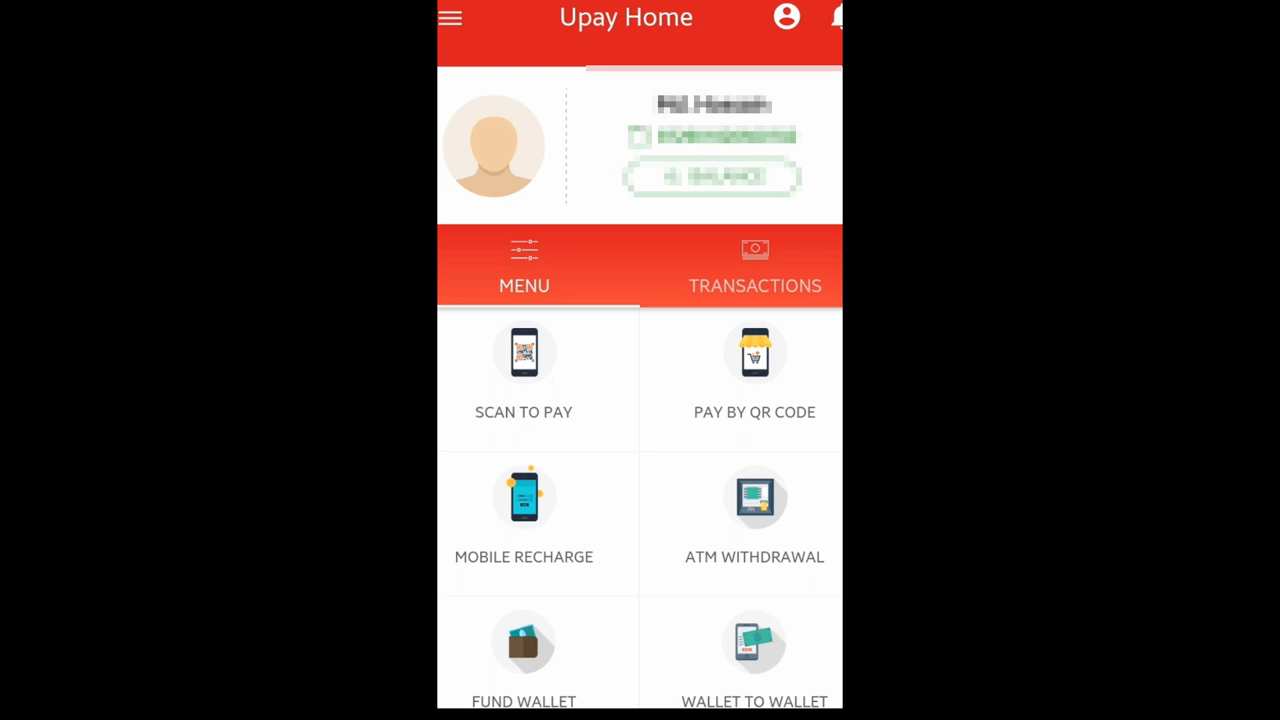 Upay Home
MENU
TRANSACTIONS
SCAN TO PAY
PAY BY QR CODE
MOBILE RECHARGE
ATM WITHDRAWAL
FUND WALLET
WALLET TO WALLET